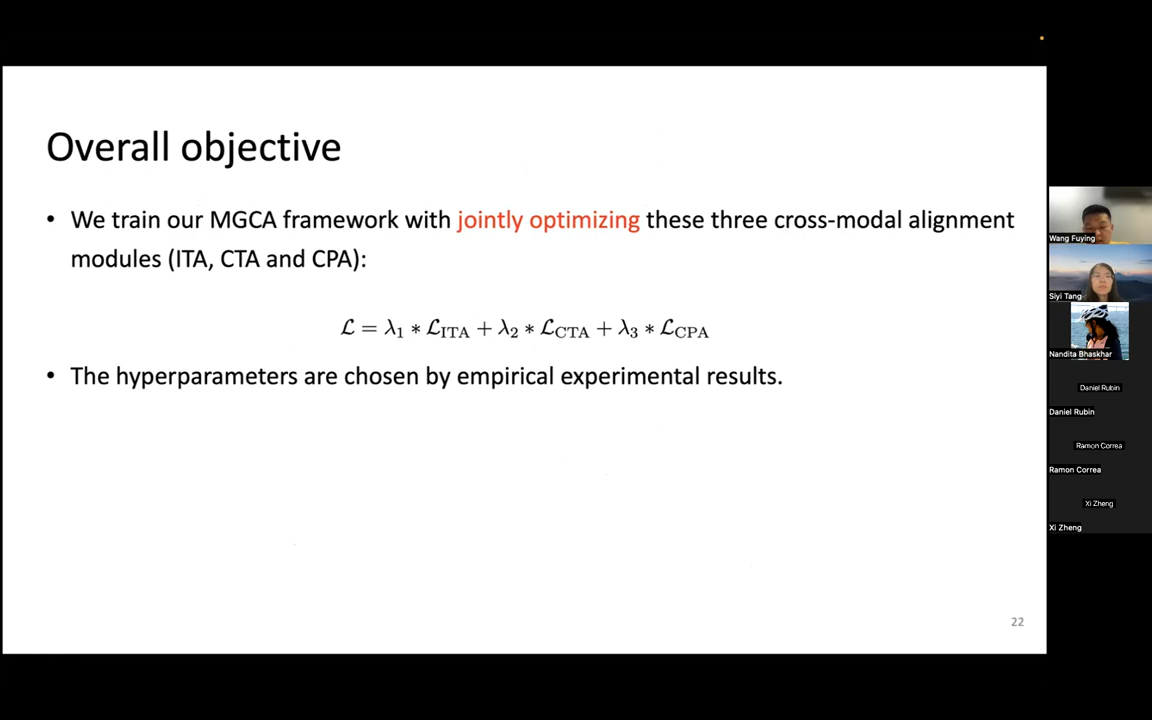 Overall objective
• We train our MGCA framework with jointly optimizing these three cross-modal alignment
modules (ITA, CTA and CPA):
ℒ = λ₁ ∗ ℒ_ITA + λ₂ ∗ ℒ_CTA + λ₃ ∗ ℒ_CPA
• The hyperparameters are chosen by empirical experimental results.
22
Wang Fuying
Siyi Tang
Nandita Bhaskhar
Daniel Rubin
Daniel Rubin
Ramon Correa
Ramon Correa
Xi Zheng
Xi Zheng